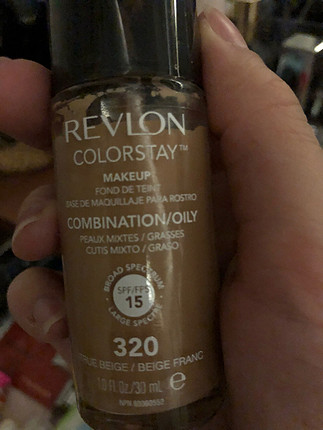 REVLON
COLORSTAY™
MAKEUP
FOND DE TEINT
BASE DE MAQUILLAJE PARA ROSTRO
COMBINATION/OILY
PEAUX MIXTES / GRASSES
CUTIS MIXTO / GRASO
BROAD SPECTRUM
SPF/FPS
15
LARGE SPECTRE
320
TRUE BEIGE / BEIGE FRANC
1.0 fl Oz/30 mL e